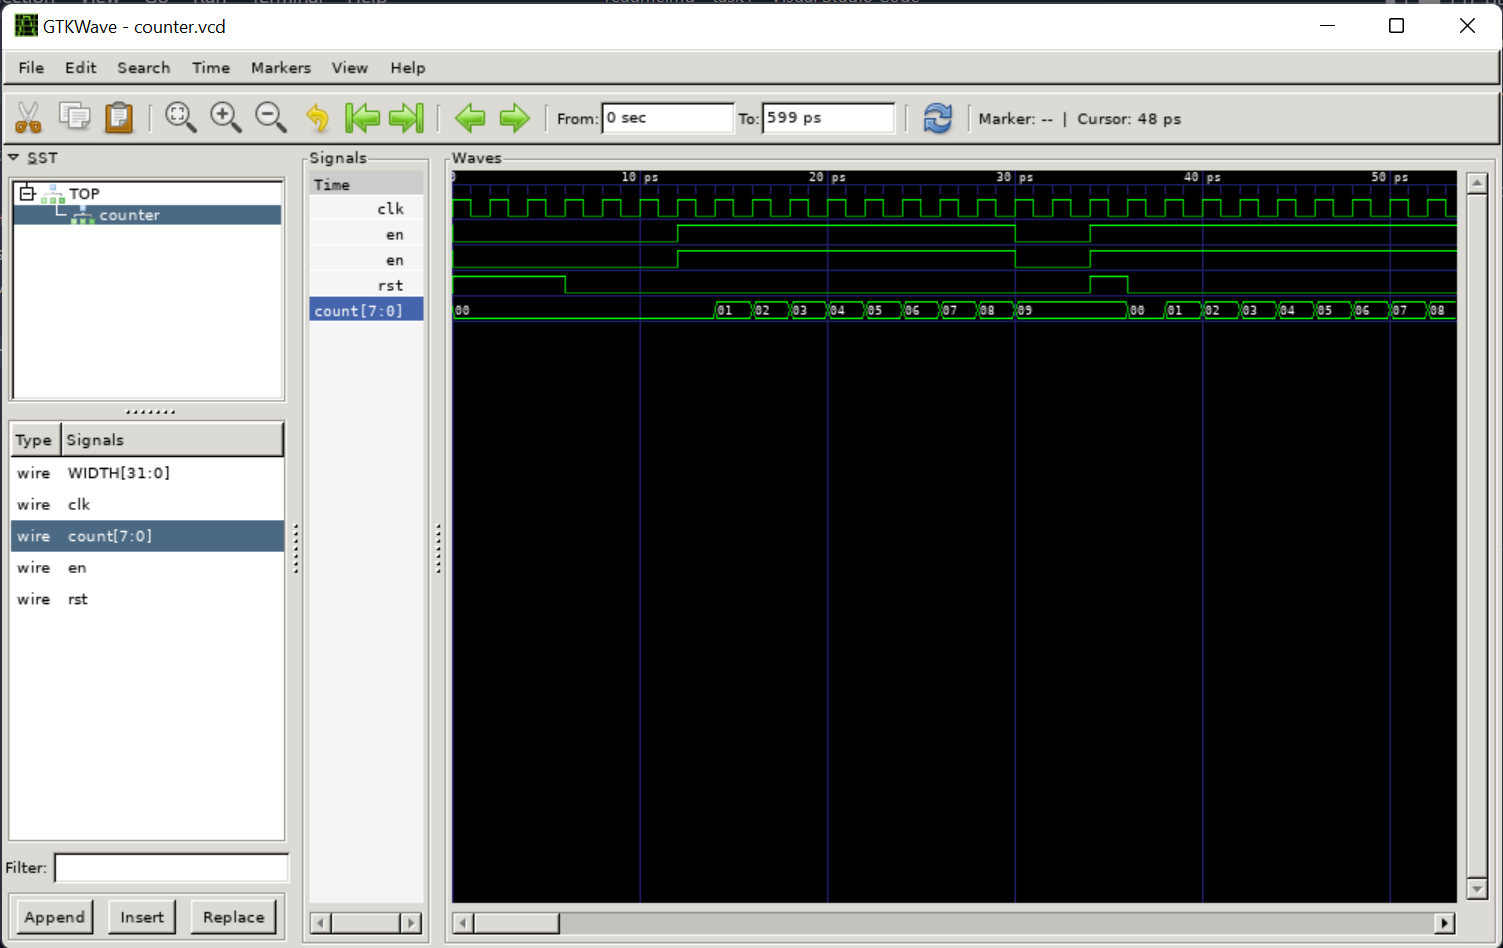 GTKWave - counter.vcd
File Edit Search Time Markers View Help
From: 0 sec To: 599 ps Marker: -- | Cursor: 48 ps
SST
TOP
counter
Type Signals
wire WIDTH[31:0]
wire clk
wire count[7:0]
wire en
wire rst
Filter:
Append Insert Replace
Signals
Time
clk
en
en
rst
count[7:0]
Waves
0 10 ps 20 ps 30 ps 40 ps 50 ps
00 01 02 03 04 05 06 07 08 09 00 01 02 03 04 05 06 07 08